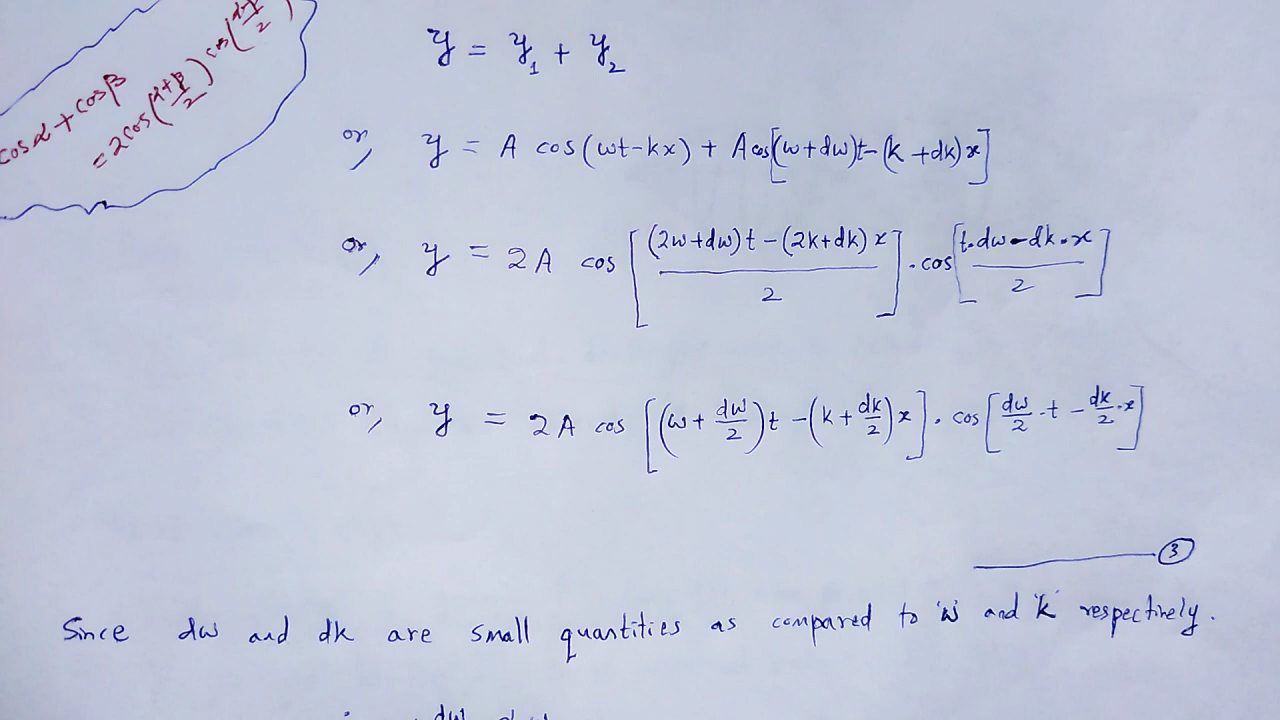 cosα + cosβ
= 2cos(α+β/2) cos(α-β/2)
y = y₁ + y₂
or, y = A cos(ωt-kx) + A cos[(ω+dω)t-(k+dk)x]
or, y = 2A cos[((2ω+dω)t-(2k+dk)x)/2] . cos[(t.dω-dk.x)/2]
or, y = 2A cos[(ω+dω/2)t-(k+dk/2)x] . cos[dω/2.t-dk/2.x]
3
Since dω and dk are small quantities as compared to 'ω' and 'k' respectively.